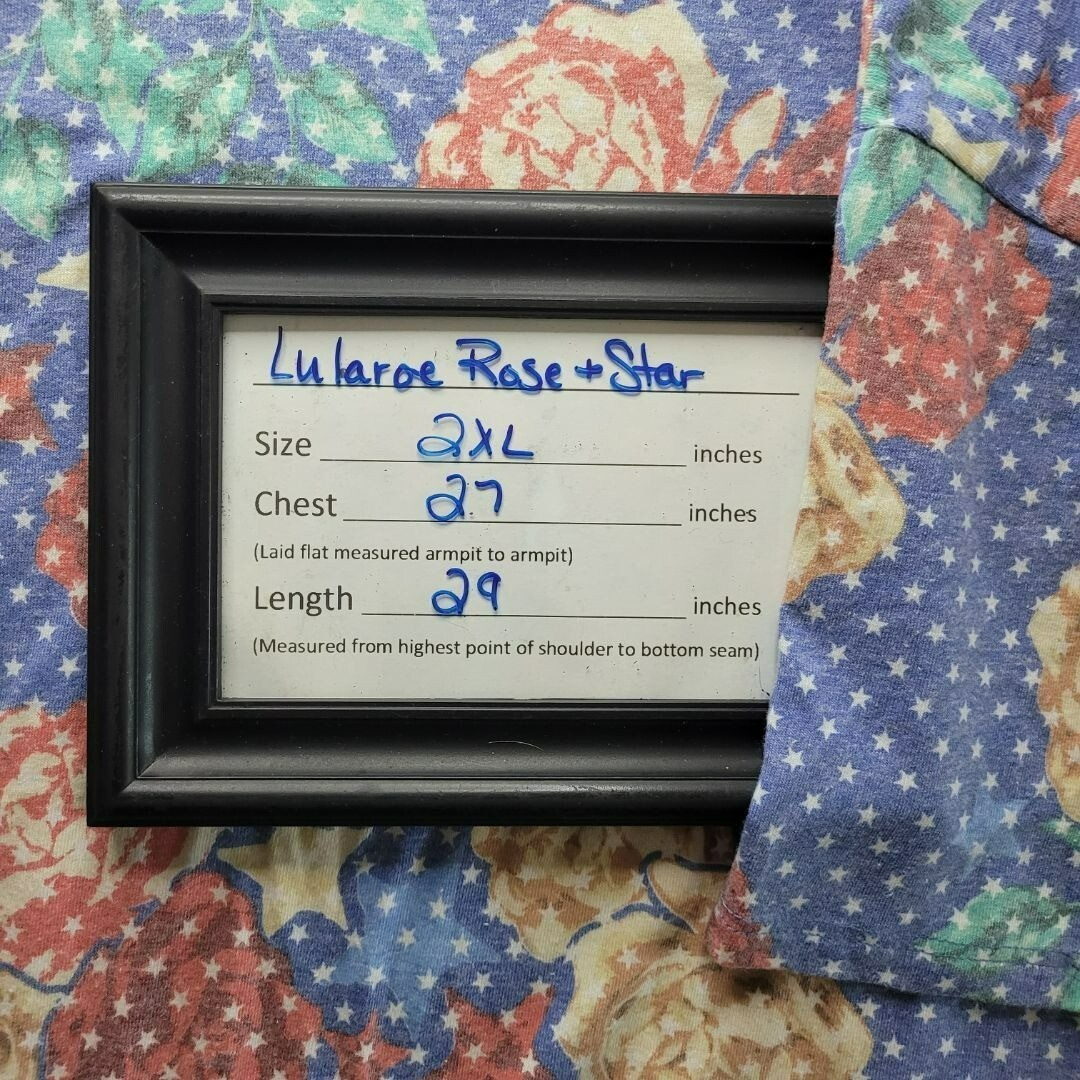 Lularoe Rose + Star
Size 2XL inches
Chest 27 inches
(Laid flat measured armpit to armpit)
Length 29 inches
(Measured from highest point of shoulder to bottom seam)